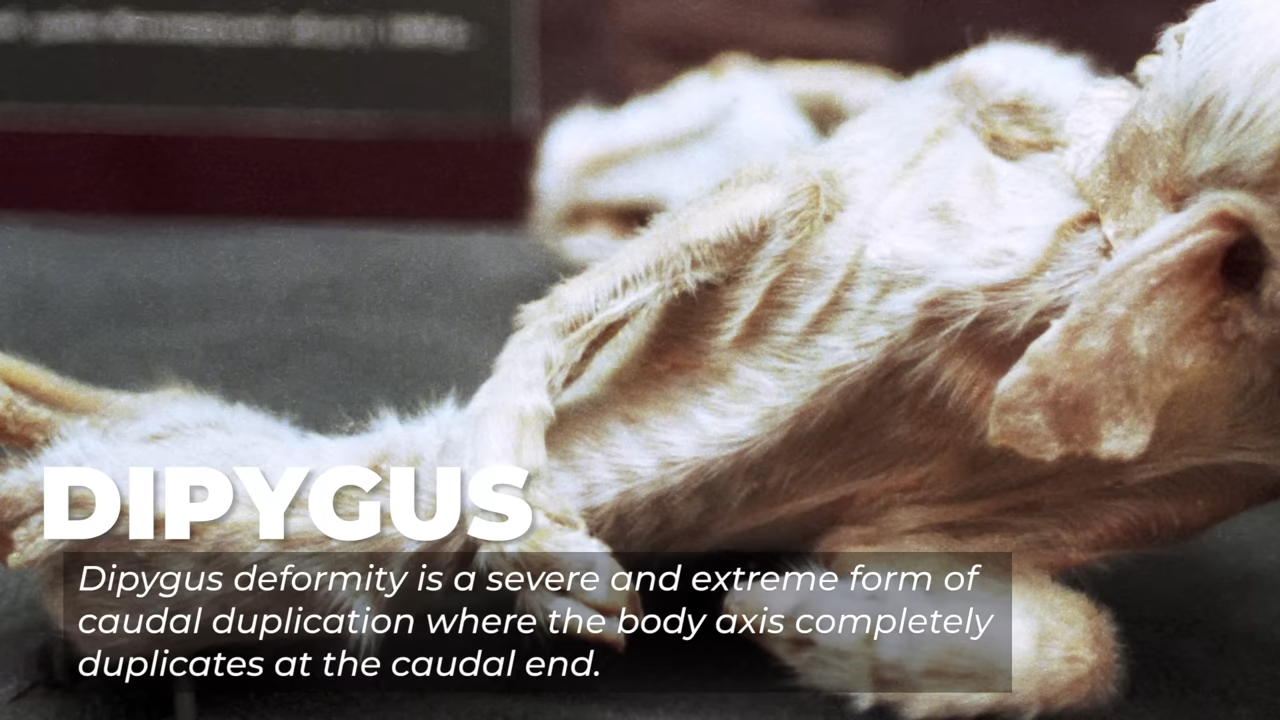 DIPYGUS
Dipygus deformity is a severe and extreme form of
caudal duplication where the body axis completely
duplicates at the caudal end.